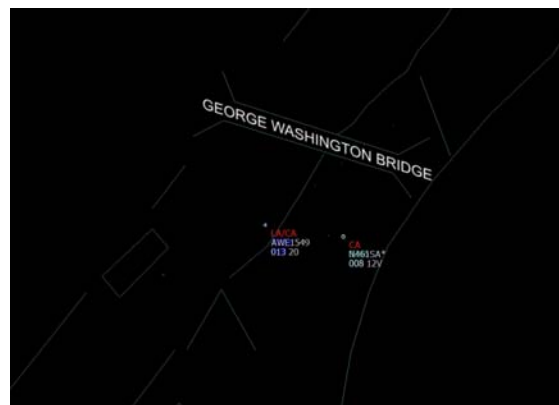 GEORGE WASHINGTON BRIDGE
LA/CA
AWE1549
013 20
CA
N461SA*
008 12V